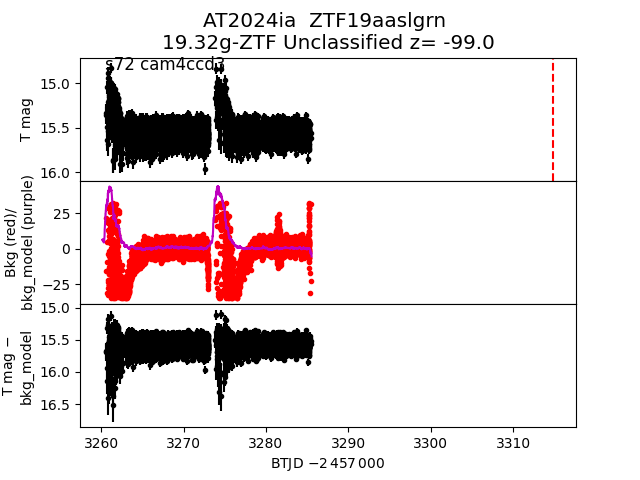 AT2024ia  ZTF19aaslgrn
19.32g-ZTF Unclassified z= -99.0
s72 cam4ccd3
15.0
15.5
16.0
T mag
25
0
−25
Bkg (red)/
bkg_model (purple)
15.0
15.5
16.0
16.5
T mag −
bkg_model
3260 3270 3280 3290 3300 3310
BTJD −2 457 000